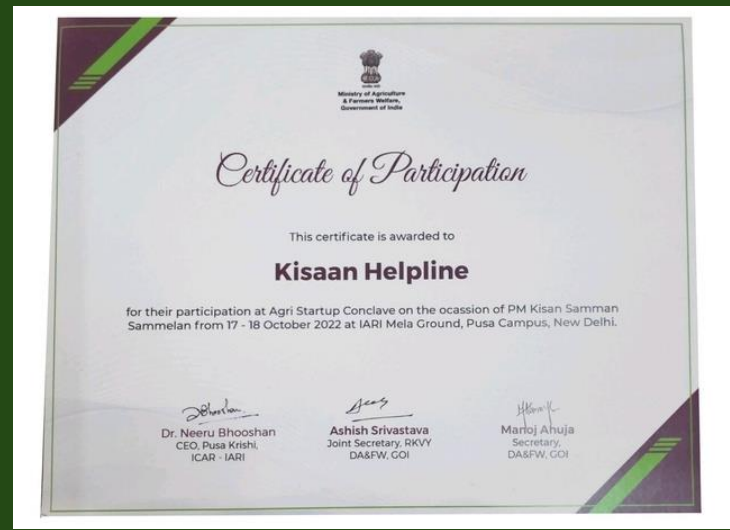 Ministry of Agriculture
& Farmers Welfare,
Government of India
Certificate of Participation
This certificate is awarded to
Kisaan Helpline
for their participation at Agri Startup Conclave on the ocassion of PM Kisan Samman
Sammelan from 17 - 18 October 2022 at IARI Mela Ground, Pusa Campus, New Delhi.
Dr. Neeru Bhooshan
CEO, Pusa Krishi,
ICAR - IARI
Ashish Srivastava
Joint Secretary, RKVY
DA&FW, GOI
Manoj Ahuja
Secretary,
DA&FW, GOI